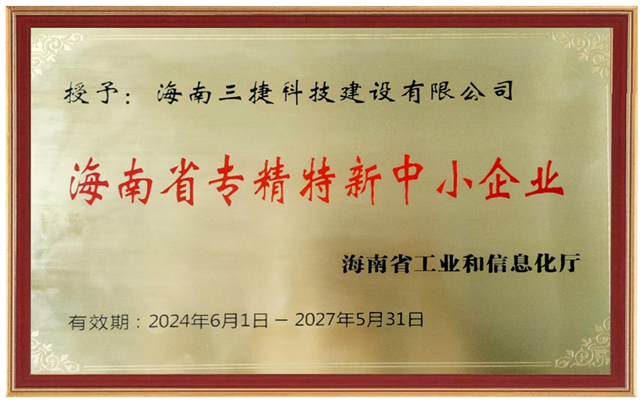 授予：海南三捷科技建设有限公司
海南省专精特新中小企业
海南省工业和信息化厅
有效期：2024年6月1日－2027年5月31日